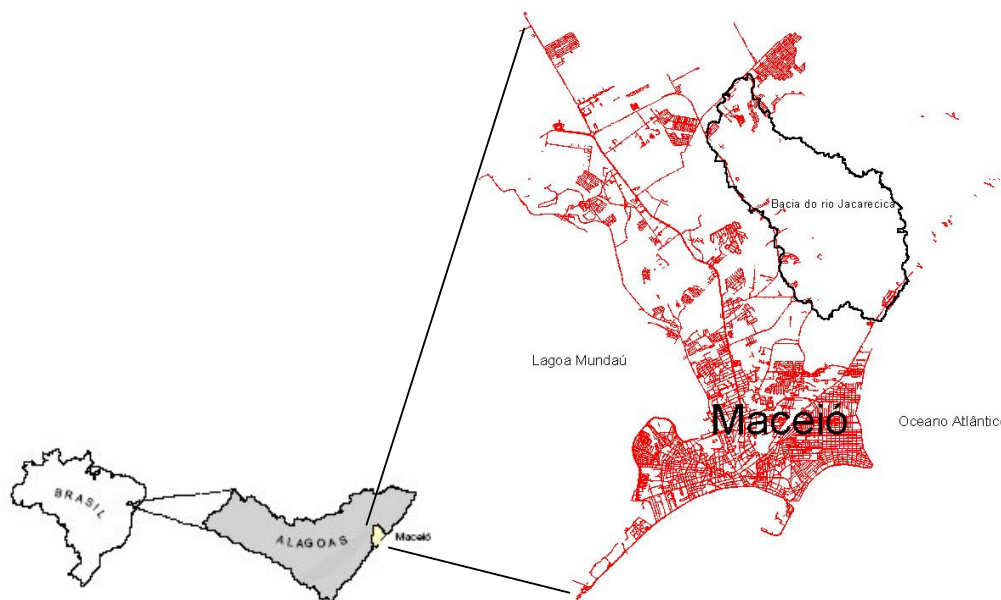 Bacia do rio Jacarecica
Lagoa Mundaú
Maceió
Oceano Atlântico
BRASIL
ALAGOAS
Maceió